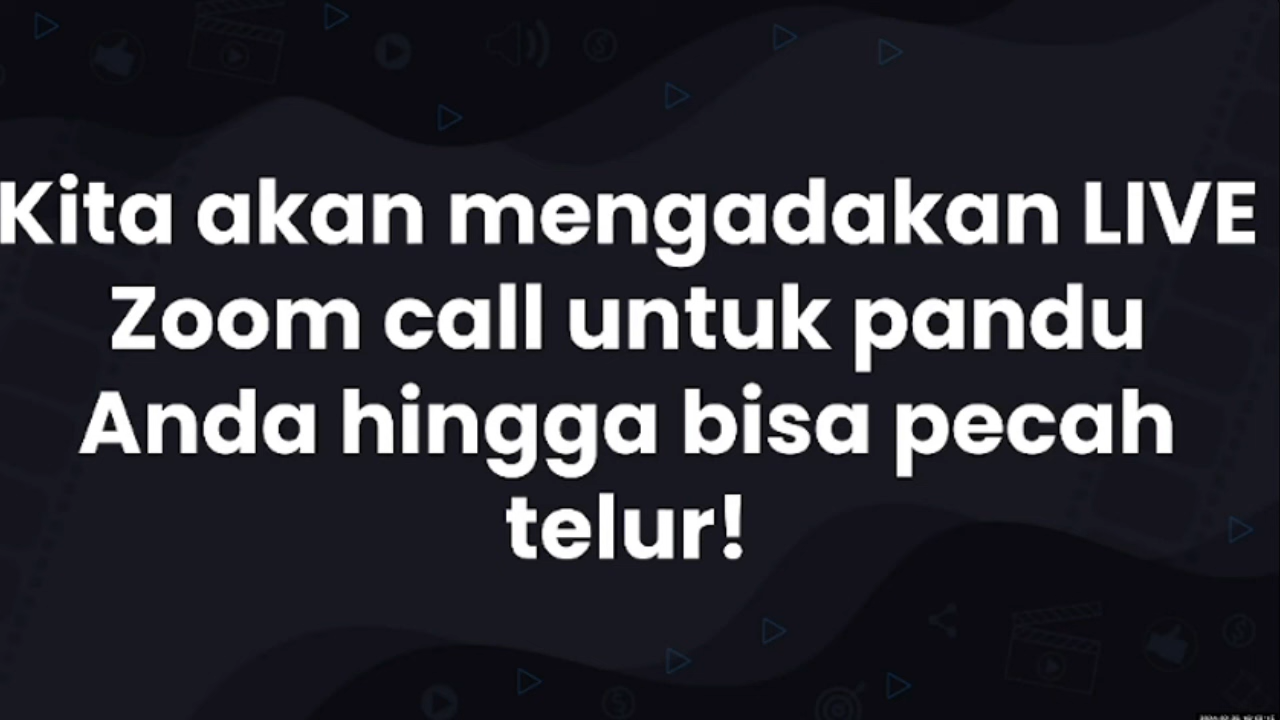 Kita akan mengadakan LIVE
Zoom call untuk pandu
Anda hingga bisa pecah
telur!